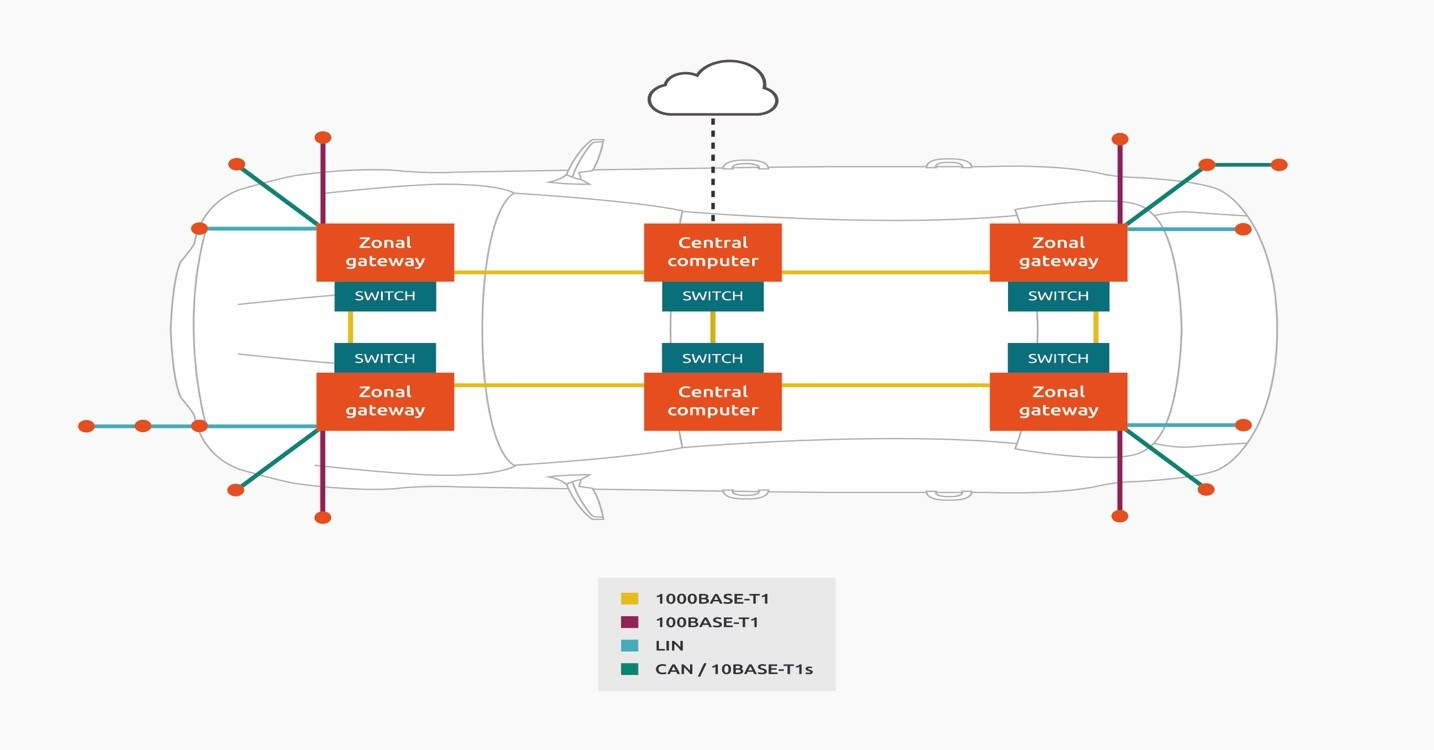 Zonal
gateway
Central
computer
Zonal
gateway
SWITCH
SWITCH
SWITCH
SWITCH
SWITCH
SWITCH
Zonal
gateway
Central
computer
Zonal
gateway
1000BASE-T1
100BASE-T1
LIN
CAN / 10BASE-T1s